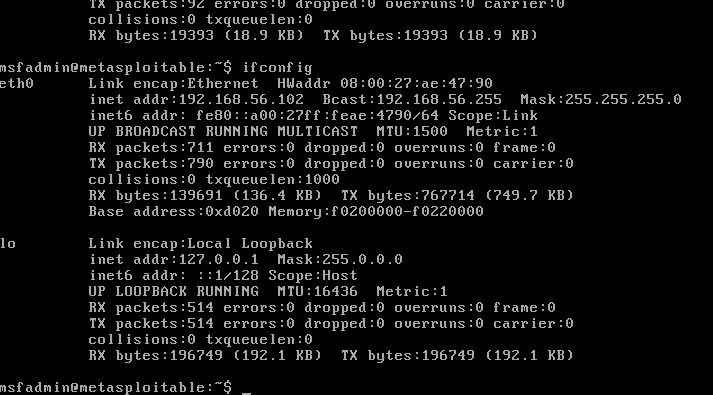 TX packets:92 errors:0 dropped:0 overruns:0 carrier:0
collisions:0 txqueuelen:0
RX bytes:19393 (18.9 KB)  TX bytes:19393 (18.9 KB)
msfadmin@metasploitable:~$ ifconfig
eth0      Link encap:Ethernet  HWaddr 08:00:27:ae:47:90
inet addr:192.168.56.102  Bcast:192.168.56.255  Mask:255.255.255.0
inet6 addr: fe80::a00:27ff:feae:4790/64 Scope:Link
UP BROADCAST RUNNING MULTICAST  MTU:1500  Metric:1
RX packets:711 errors:0 dropped:0 overruns:0 frame:0
TX packets:790 errors:0 dropped:0 overruns:0 carrier:0
collisions:0 txqueuelen:1000
RX bytes:139691 (136.4 KB)  TX bytes:767714 (749.7 KB)
Base address:0xd020 Memory:f0200000-f0220000
lo        Link encap:Local Loopback
inet addr:127.0.0.1  Mask:255.0.0.0
inet6 addr: ::1/128 Scope:Host
UP LOOPBACK RUNNING  MTU:16436  Metric:1
RX packets:514 errors:0 dropped:0 overruns:0 frame:0
TX packets:514 errors:0 dropped:0 overruns:0 carrier:0
collisions:0 txqueuelen:0
RX bytes:196749 (192.1 KB)  TX bytes:196749 (192.1 KB)
msfadmin@metasploitable:~$ _